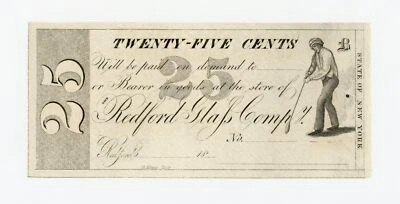 TWENTY-FIVE CENTS
B
25
Will be paid on demand to
25
or Bearer in goods at the store of
Redford Glass Compy.
No.
Redford, 18
STATE OF NEW YORK